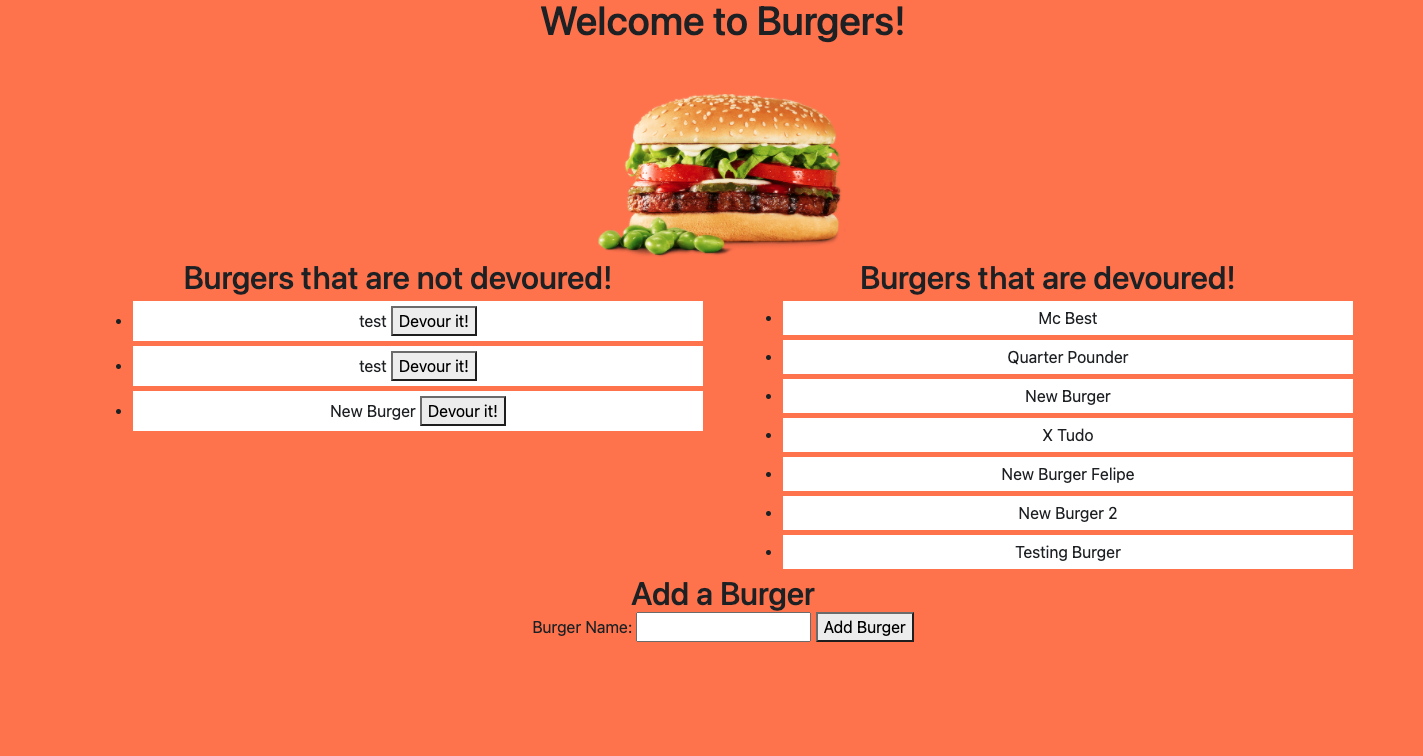 Welcome to Burgers!
Burgers that are not devoured!
test Devour it!
test Devour it!
New Burger Devour it!
Burgers that are devoured!
Mc Best
Quarter Pounder
New Burger
X Tudo
New Burger Felipe
New Burger 2
Testing Burger
Add a Burger
Burger Name: Add Burger